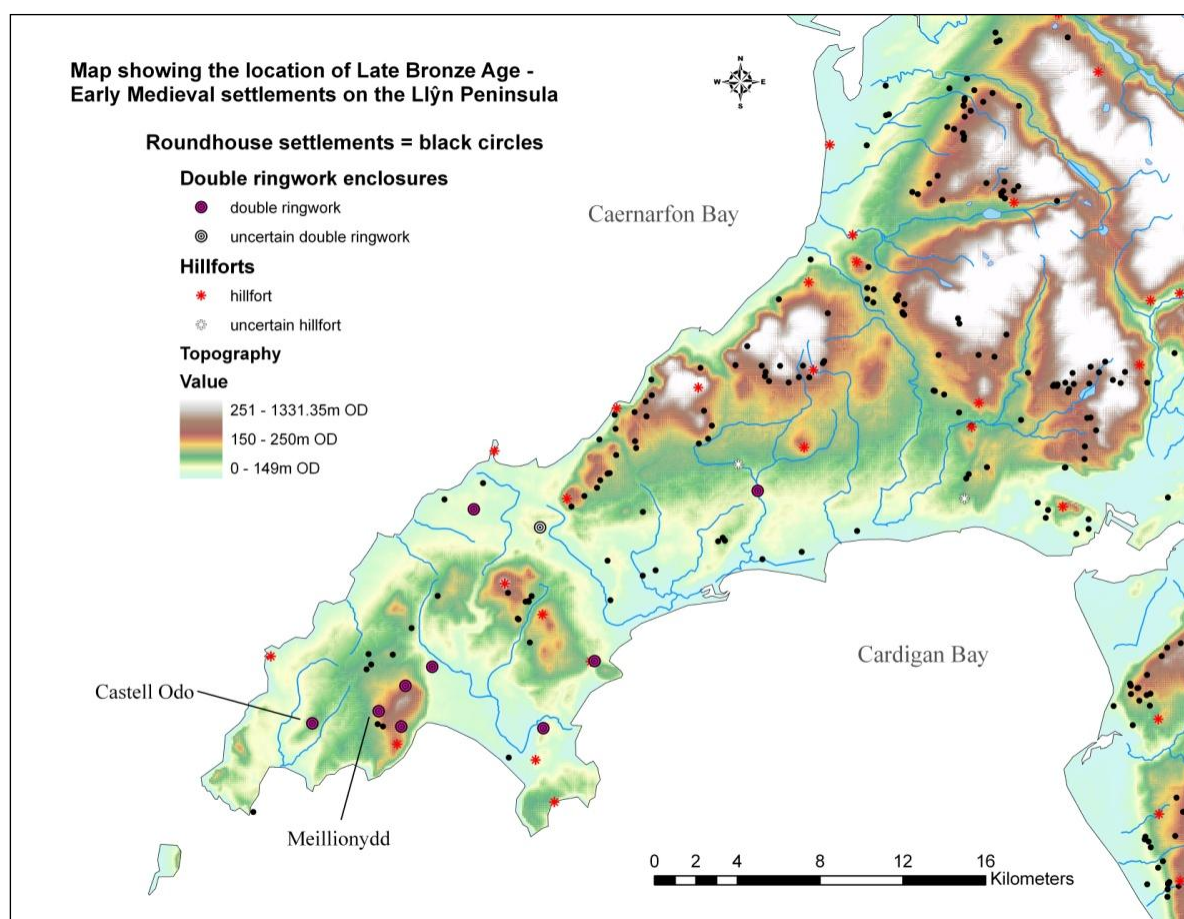 Map showing the location of Late Bronze Age -
Early Medieval settlements on the Llŷn Peninsula
Roundhouse settlements = black circles
Double ringwork enclosures
double ringwork
uncertain double ringwork
Hillforts
hillfort
uncertain hillfort
Topography
Value
251 - 1331.35m OD
150 - 250m OD
0 - 149m OD
N
W E
S
Caernarfon Bay
Cardigan Bay
Castell Odo
Meillionydd
0 2 4 8 12 16
Kilometers